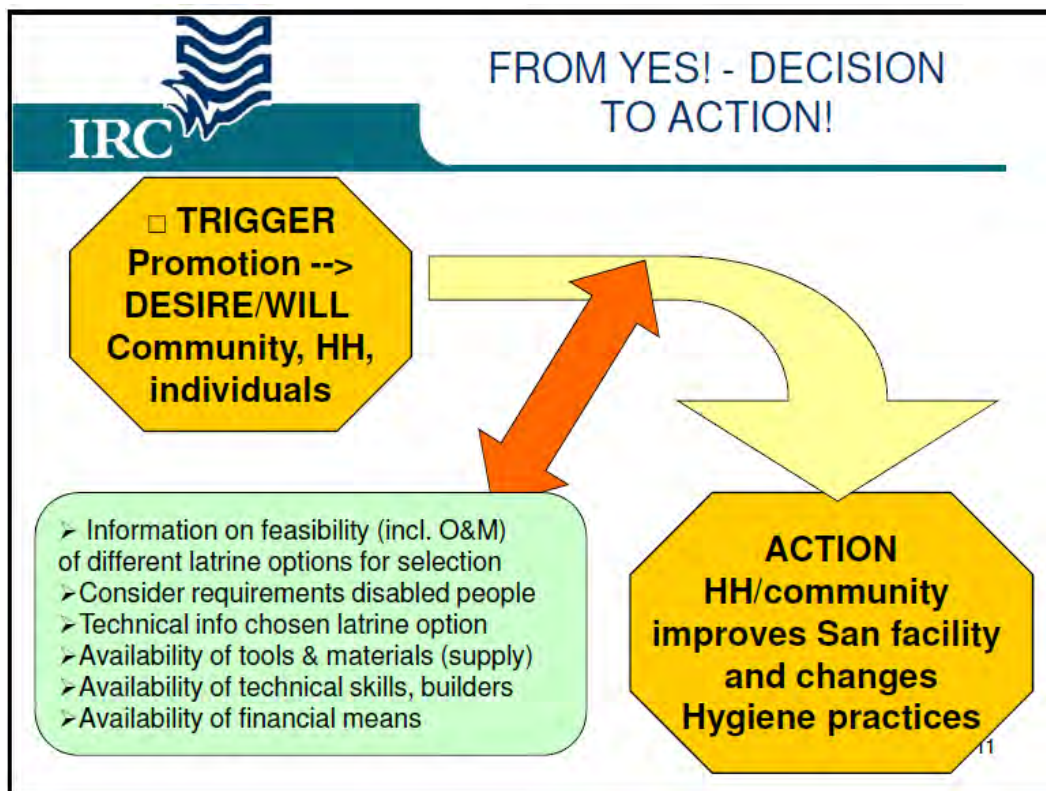 IRC
FROM YES! - DECISION
TO ACTION!
□ TRIGGER
Promotion -->
DESIRE/WILL
Community, HH,
individuals
➢ Information on feasibility (incl. O&M)
of different latrine options for selection
➢Consider requirements disabled people
➢Technical info chosen latrine option
➢Availability of tools & materials (supply)
➢Availability of technical skills, builders
➢Availability of financial means
ACTION
HH/community
improves San facility
and changes
Hygiene practices
11